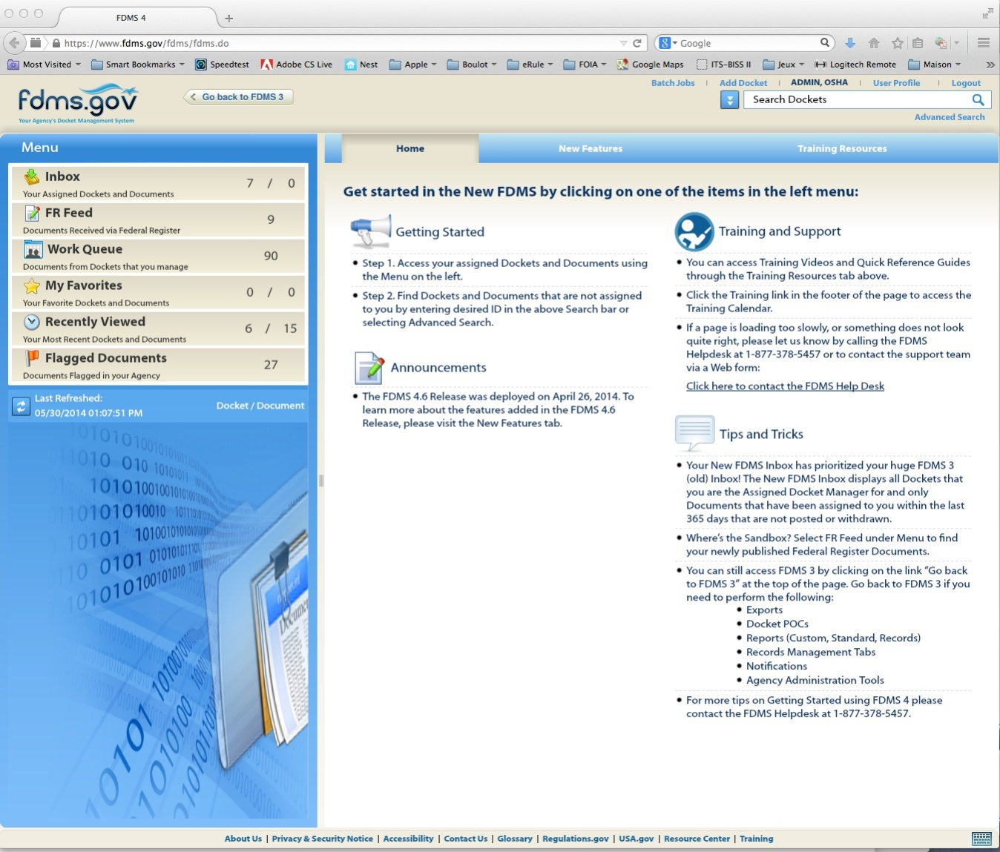 FDMS 4
https://www.fdms.gov/fdms/fdms.do
Google
Most Visited
Smart Bookmarks
Speedtest
Adobe CS Live
Nest
Apple
Boulot
eRule
FOIA
Google Maps
ITS-BISS II
Jeux
Logitech Remote
Maison
fdms.gov
Your Agency's Docket Management System
Go back to FDMS 3
Batch Jobs | Add Docket | ADMIN, OSHA | User Profile | Logout
Search Dockets
Advanced Search
Menu
Inbox
7 / 0
Your Assigned Dockets and Documents
FR Feed
9
Documents Received via Federal Register
Work Queue
90
Documents from Dockets that you manage
My Favorites
0 / 0
Your Favorite Dockets and Documents
Recently Viewed
6 / 15
Your Most Recent Dockets and Documents
Flagged Documents
27
Documents Flagged in your Agency
Last Refreshed:
05/30/2014 01:07:51 PM
Docket / Document
Home
New Features
Training Resources
Get started in the New FDMS by clicking on one of the items in the left menu:
Getting Started
• Step 1. Access your assigned Dockets and Documents using
the Menu on the left.
• Step 2. Find Dockets and Documents that are not assigned
to you by entering desired ID in the above Search bar or
selecting Advanced Search.
Announcements
• The FDMS 4.6 Release was deployed on April 26, 2014. To
learn more about the features added in the FDMS 4.6
Release, please visit the New Features tab.
Training and Support
• You can access Training Videos and Quick Reference Guides
through the Training Resources tab above.
• Click the Training link in the footer of the page to access the
Training Calendar.
• If a page is loading too slowly, or something does not look
quite right, please let us know by calling the FDMS
Helpdesk at 1-877-378-5457 or to contact the support team
via a Web form:
Click here to contact the FDMS Help Desk
Tips and Tricks
• Your New FDMS Inbox has prioritized your huge FDMS 3
(old) Inbox! The New FDMS Inbox displays all Dockets that
you are the Assigned Docket Manager for and only
Documents that have been assigned to you within the last
365 days that are not posted or withdrawn.
• Where's the Sandbox? Select FR Feed under Menu to find
your newly published Federal Register Documents.
• You can still access FDMS 3 by clicking on the link “Go back
to FDMS 3” at the top of the page. Go back to FDMS 3 if you
need to perform the following:
• Exports
• Docket POCs
• Reports (Custom, Standard, Records)
• Records Management Tabs
• Notifications
• Agency Administration Tools
• For more tips on Getting Started using FDMS 4 please
contact the FDMS Helpdesk at 1-877-378-5457.
About Us | Privacy & Security Notice | Accessibility | Contact Us | Glossary | Regulations.gov | USA.gov | Resource Center | Training